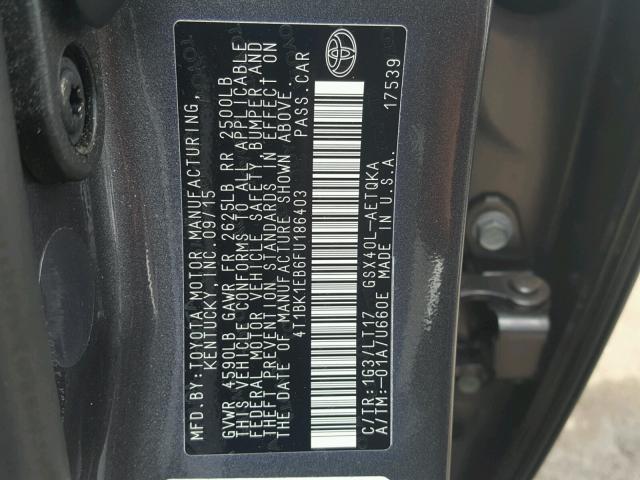 MFD. BY:TOYOTA MOTOR MANUFACTURING,
KENTUCKY, INC. 09/15
GVWR 4590LB GAWR FR 2625LB RR 2500LB
THIS VEHICLE CONFORMS TO ALL APPLICABLE
FEDERAL MOTOR VEHICLE SAFETY, BUMPER AND
THEFT PREVENTION STANDARDS IN EFFECT ON
THE DATE OF MANUFACTURE SHOWN ABOVE.
4T1BK1EB6FU186403 PASS. CAR
C/TR:1G3/LT17 GSX40L-AETQKA
A/TM:-01A/U660E MADE IN U.S.A. 17539